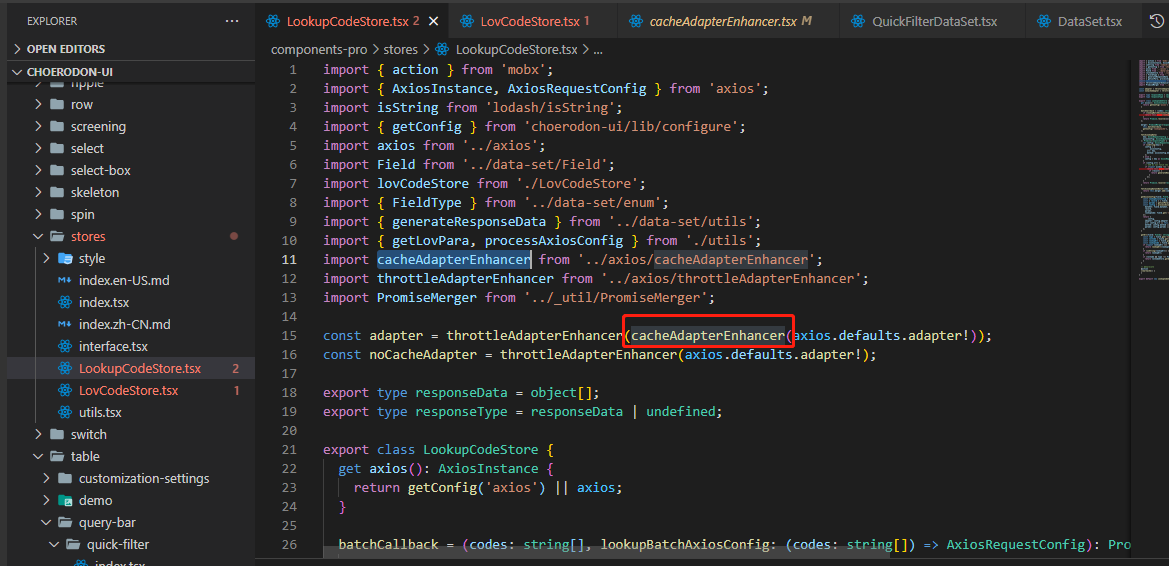 EXPLORER
...
OPEN EDITORS
CHOERODON-UI
ripple
row
screening
select
select-box
skeleton
spin
stores
style
index.en-US.md
index.tsx
index.zh-CN.md
interface.tsx
LookupCodeStore.tsx 2
LovCodeStore.tsx 1
utils.tsx
switch
table
customization-settings
demo
query-bar
quick-filter
index.tsx
LookupCodeStore.tsx 2
LovCodeStore.tsx 1
cacheAdapterEnhancer.tsx M
QuickFilterDataSet.tsx
DataSet.tsx
components-pro > stores > LookupCodeStore.tsx > ...
1 import { action } from 'mobx';
2 import { AxiosInstance, AxiosRequestConfig } from 'axios';
3 import isString from 'lodash/isString';
4 import { getConfig } from 'choerodon-ui/lib/configure';
5 import axios from '../axios';
6 import Field from '../data-set/Field';
7 import lovCodeStore from './LovCodeStore';
8 import { FieldType } from '../data-set/enum';
9 import { generateResponseData } from '../data-set/utils';
10 import { getLovPara, processAxiosConfig } from './utils';
11 import cacheAdapterEnhancer from '../axios/cacheAdapterEnhancer';
12 import throttleAdapterEnhancer from '../axios/throttleAdapterEnhancer';
13 import PromiseMerger from '../_util/PromiseMerger';
14
15 const adapter = throttleAdapterEnhancer(cacheAdapterEnhancer(axios.defaults.adapter!));
16 const noCacheAdapter = throttleAdapterEnhancer(axios.defaults.adapter!);
17
18 export type responseData = object[];
19 export type responseType = responseData | undefined;
20
21 export class LookupCodeStore {
22 get axios(): AxiosInstance {
23 return getConfig('axios') || axios;
24 }
25
26 batchCallback = (codes: string[], lookupBatchAxiosConfig: (codes: string[]) => AxiosRequestConfig): Pro